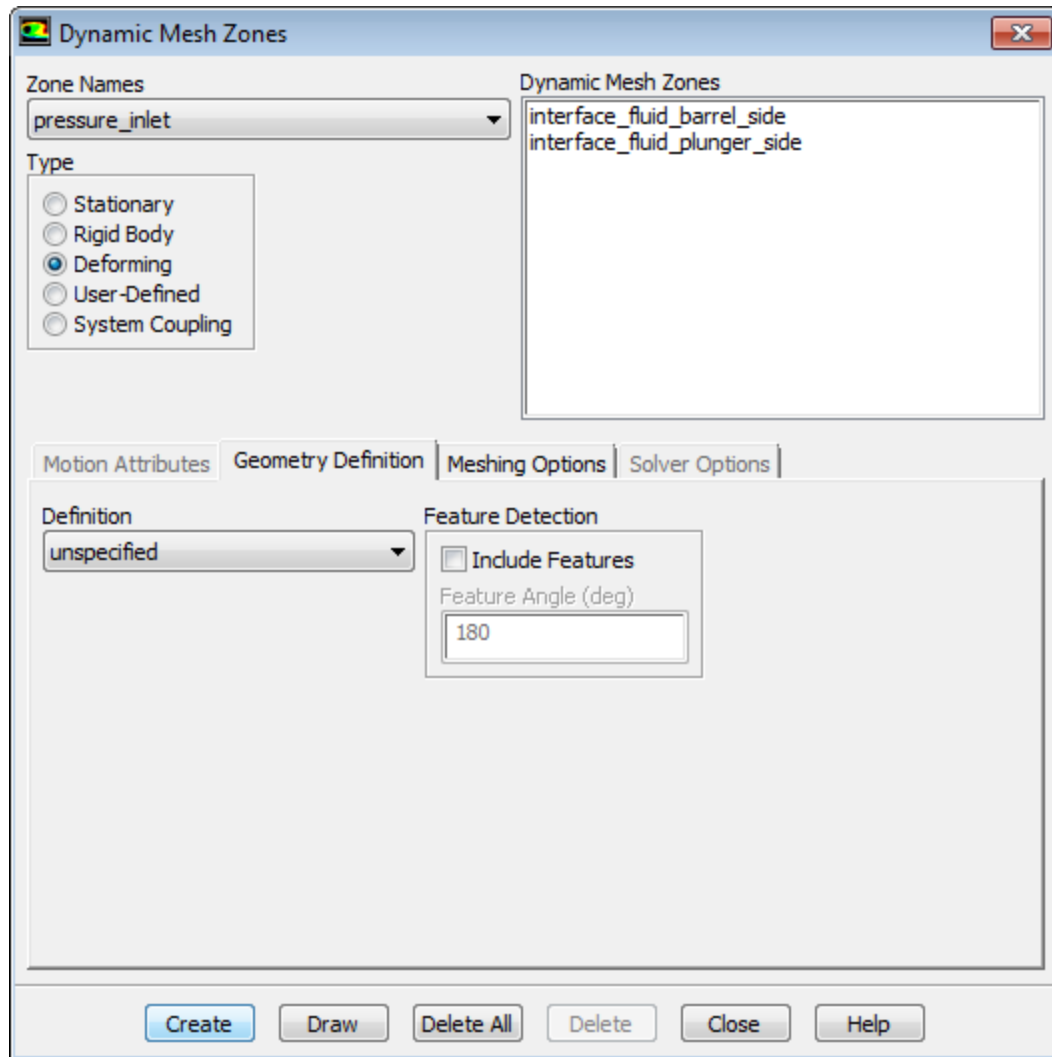 Dynamic Mesh Zones
Zone Names
pressure_inlet
Type
Stationary
Rigid Body
Deforming
User-Defined
System Coupling
Dynamic Mesh Zones
interface_fluid_barrel_side
interface_fluid_plunger_side
Motion Attributes Geometry Definition Meshing Options Solver Options
Definition
unspecified
Feature Detection
Include Features
Feature Angle (deg)
180
Create Draw Delete All Delete Close Help